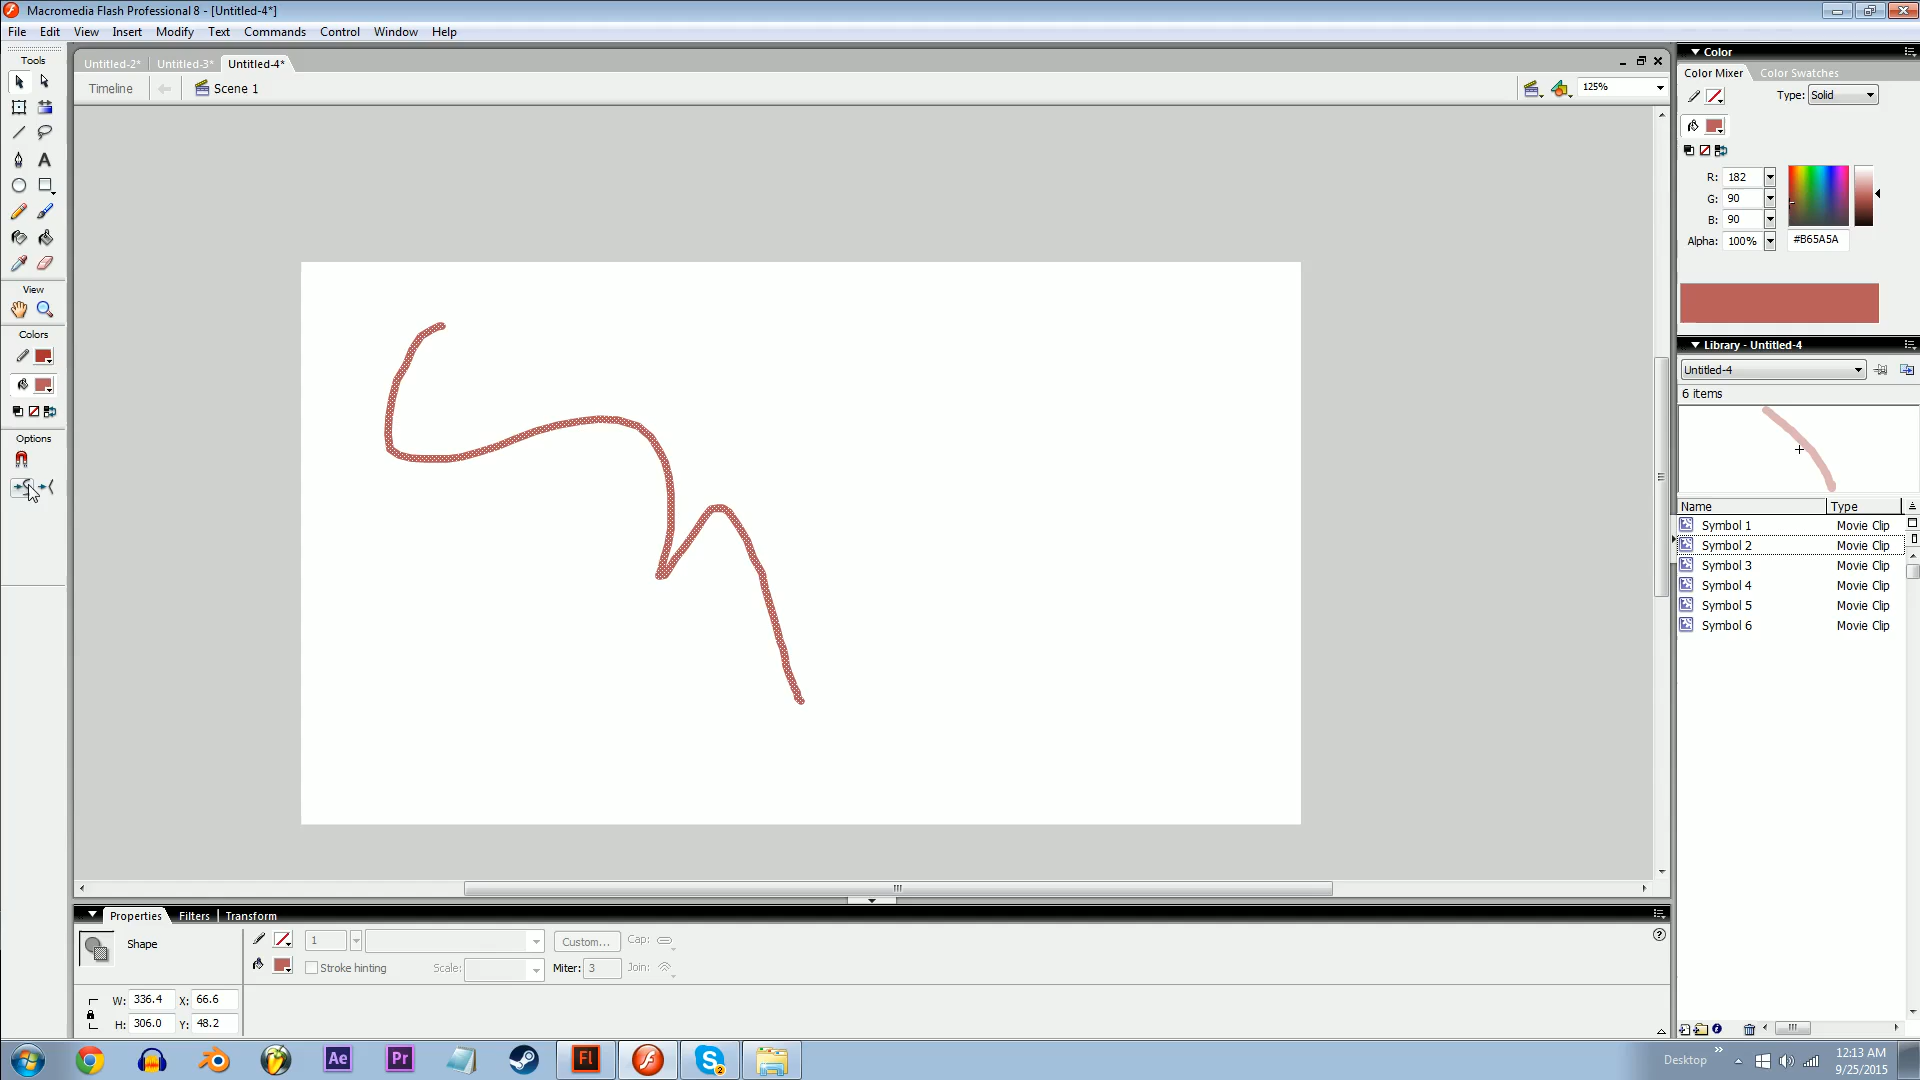 Macromedia Flash Professional 8 - [Untitled-4*]
File Edit View Insert Modify Text Commands Control Window Help
Tools
Untitled-2* Untitled-3* Untitled-4*
Timeline Scene 1 125%
View
Colors
Options
Color
Color Mixer Color Swatches
Type: Solid
R: 182
G: 90
B: 90
Alpha: 100% #B65A5A
Library - Untitled-4
Untitled-4
6 items
Name Type
Symbol 1 Movie Clip
Symbol 2 Movie Clip
Symbol 3 Movie Clip
Symbol 4 Movie Clip
Symbol 5 Movie Clip
Symbol 6 Movie Clip
Properties Filters Transform
Shape 1 Custom... Cap:
Stroke hinting Scale: Miter: 3 Join:
W: 336.4 X: 66.6
H: 306.0 Y: 48.2
Ae Pr Fl 2
Desktop
12:13 AM
9/25/2015